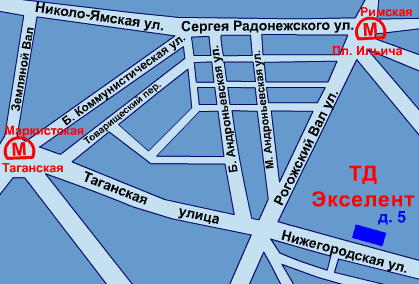 Римская
Николо-Ямская ул.
Сергея Радонежского ул.
М
Пл. Ильича
Земляной Вал
Б. Коммунистическая ул.
Товарищеский пер.
Б. Андроньевская ул.
М. Андроньевская ул.
Рогожский Вал ул.
Маркистская
М
Таганская
ТД
Экселент
д. 5
Таганская улица
Нижегородская ул.